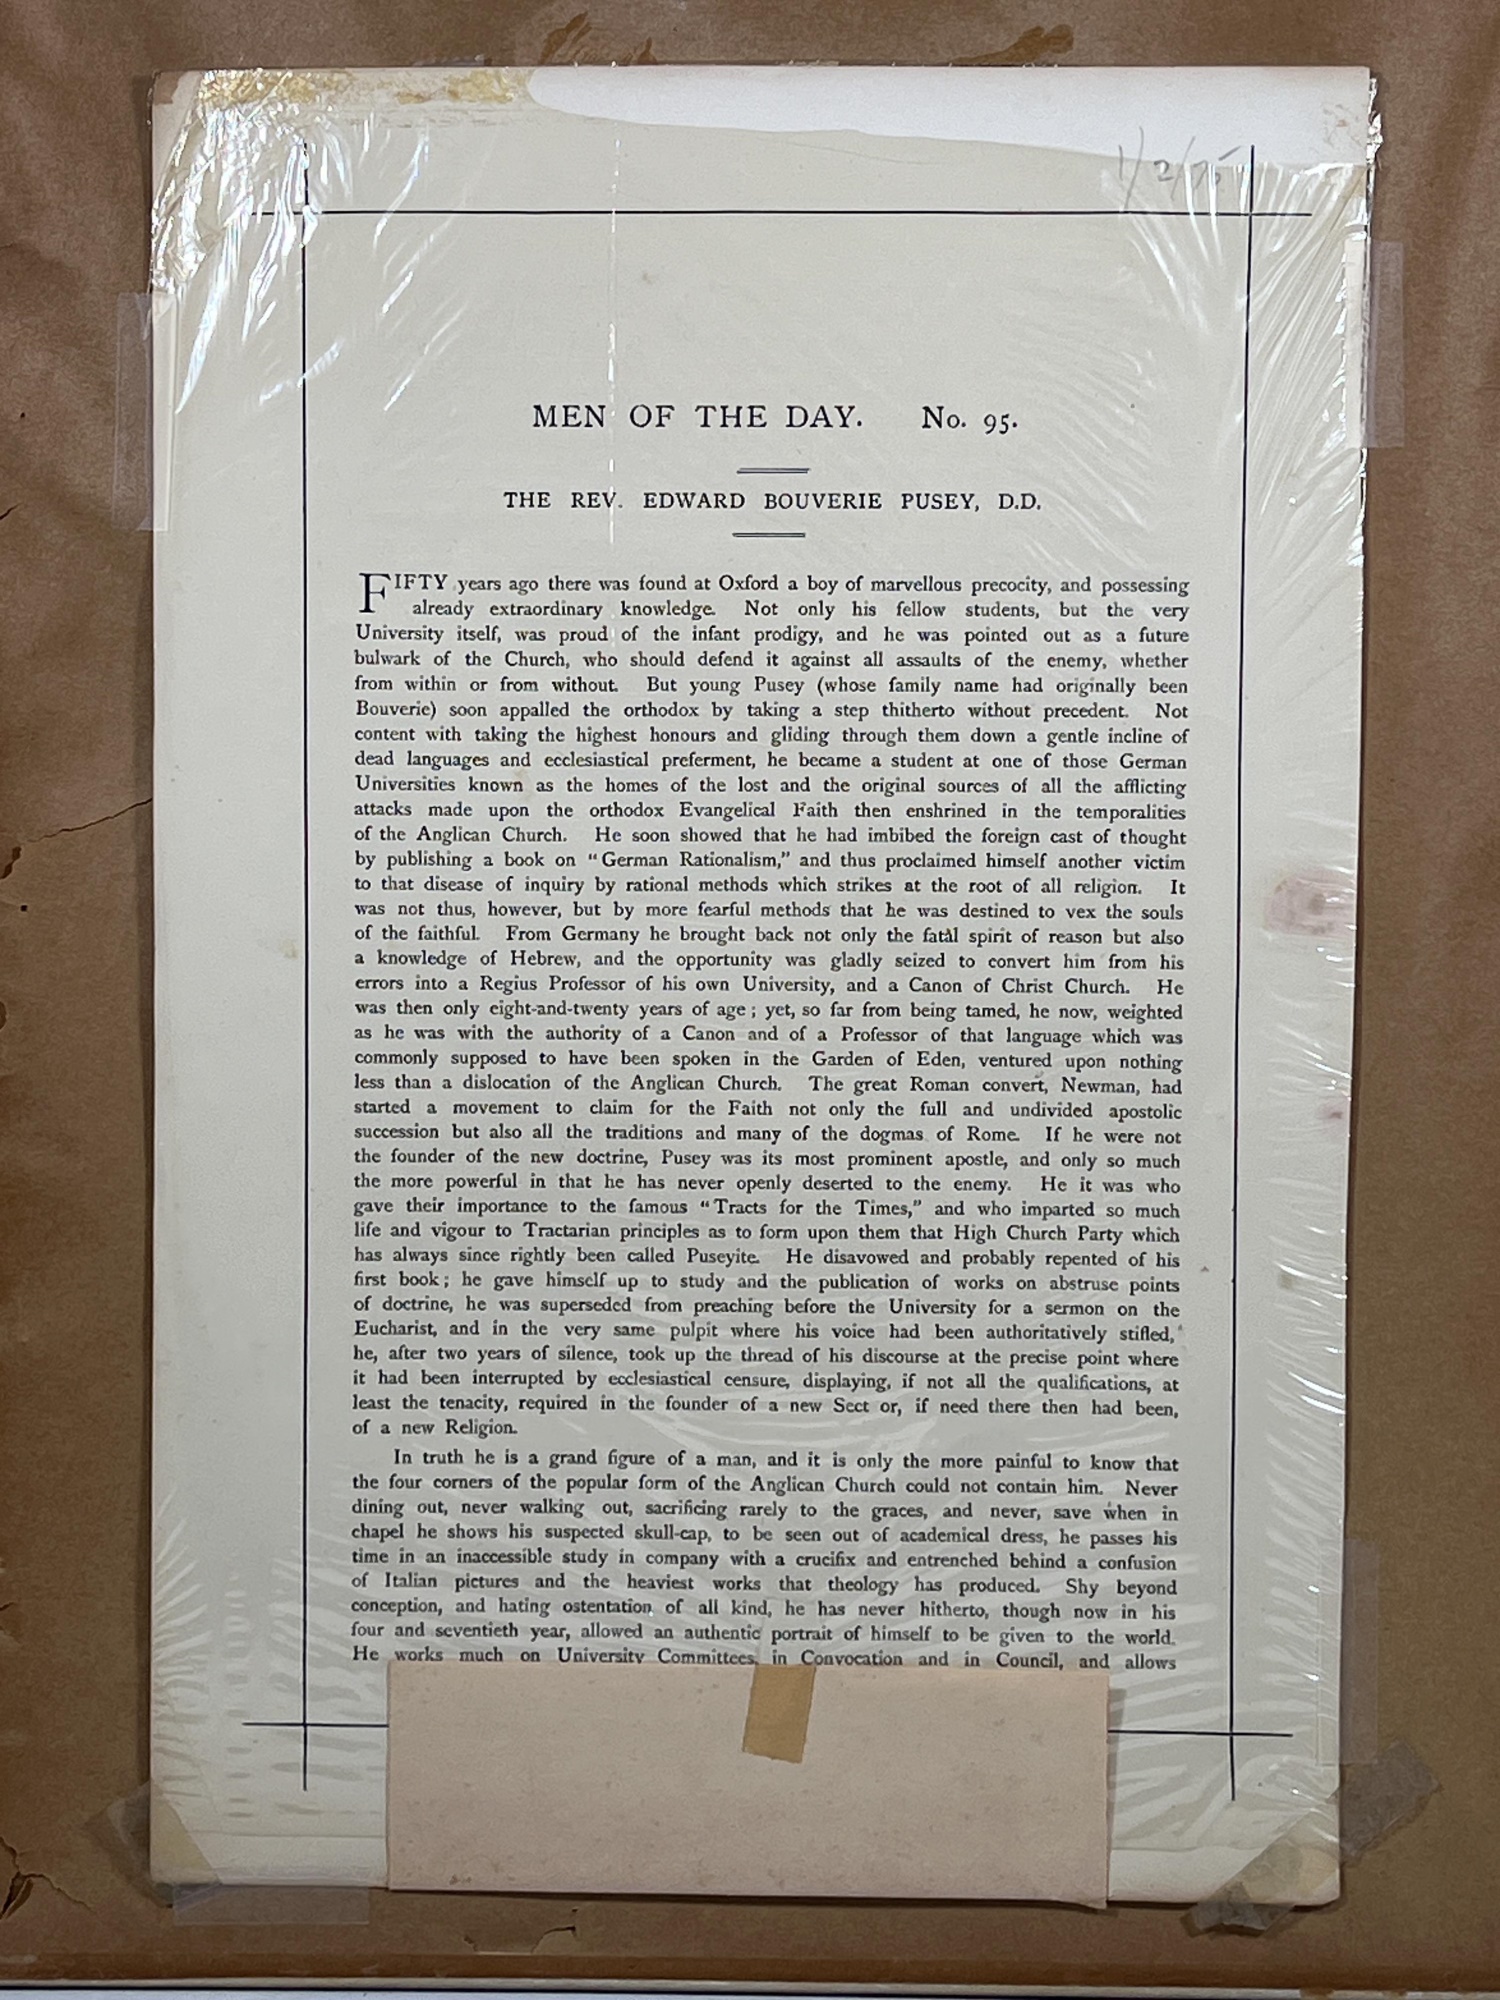 1/2/75
MEN OF THE DAY. No. 95.
THE REV. EDWARD BOUVERIE PUSEY, D.D.
FIFTY years ago there was found at Oxford a boy of marvellous precocity, and possessing
already extraordinary knowledge. Not only his fellow students, but the very
University itself, was proud of the infant prodigy, and he was pointed out as a future
bulwark of the Church, who should defend it against all assaults of the enemy, whether
from within or from without. But young Pusey (whose family name had originally been
Bouverie) soon appalled the orthodox by taking a step thitherto without precedent. Not
content with taking the highest honours and gliding through them down a gentle incline of
dead languages and ecclesiastical preferment, he became a student at one of those German
Universities known as the homes of the lost and the original sources of all the afflicting
attacks made upon the orthodox Evangelical Faith then enshrined in the temporalities
of the Anglican Church. He soon showed that he had imbibed the foreign cast of thought
by publishing a book on “German Rationalism,” and thus proclaimed himself another victim
to that disease of inquiry by rational methods which strikes at the root of all religion. It
was not thus, however, but by more fearful methods that he was destined to vex the souls
of the faithful. From Germany he brought back not only the fatal spirit of reason but also
a knowledge of Hebrew, and the opportunity was gladly seized to convert him from his
errors into a Regius Professor of his own University, and a Canon of Christ Church. He
was then only eight-and-twenty years of age; yet, so far from being tamed, he now, weighted
as he was with the authority of a Canon and of a Professor of that language which was
commonly supposed to have been spoken in the Garden of Eden, ventured upon nothing
less than a dislocation of the Anglican Church. The great Roman convert, Newman, had
started a movement to claim for the Faith not only the full and undivided apostolic
succession but also all the traditions and many of the dogmas of Rome. If he were not
the founder of the new doctrine, Pusey was its most prominent apostle, and only so much
the more powerful in that he has never openly deserted to the enemy. He it was who
gave their importance to the famous “Tracts for the Times,” and who imparted so much
life and vigour to Tractarian principles as to form upon them that High Church Party which
has always since rightly been called Puseyite. He disavowed and probably repented of his
first book; he gave himself up to study and the publication of works on abstruse points
of doctrine, he was superseded from preaching before the University for a sermon on the
Eucharist, and in the very same pulpit where his voice had been authoritatively stifled,
he, after two years of silence, took up the thread of his discourse at the precise point where
it had been interrupted by ecclesiastical censure, displaying, if not all the qualifications, at
least the tenacity, required in the founder of a new Sect or, if need there then had been,
of a new Religion.
In truth he is a grand figure of a man, and it is only the more painful to know that
the four corners of the popular form of the Anglican Church could not contain him. Never
dining out, never walking out, sacrificing rarely to the graces, and never, save when in
chapel he shows his suspected skull-cap, to be seen out of academical dress, he passes his
time in an inaccessible study in company with a crucifix and entrenched behind a confusion
of Italian pictures and the heaviest works that theology has produced. Shy beyond
conception, and hating ostentation of all kind, he has never hitherto, though now in his
four and seventieth year, allowed an authentic portrait of himself to be given to the world.
He works much on University Committees, in Convocation and in Council, and allows